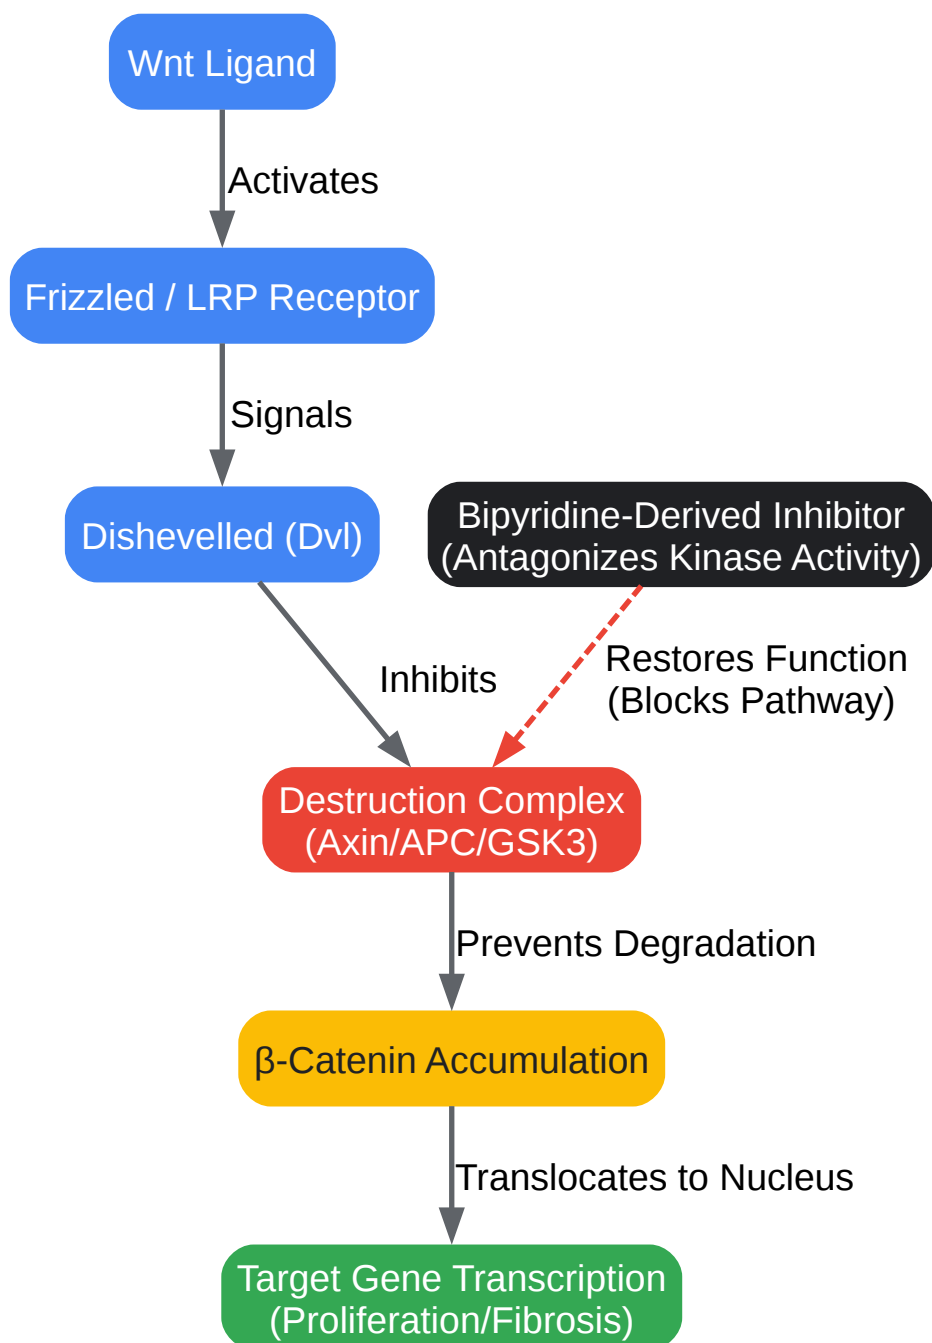 Wnt Ligand
Activates
Frizzled / LRP Receptor
Signals
Dishevelled (Dvl)
Bipyridine-Derived Inhibitor
(Antagonizes Kinase Activity)
Inhibits
Restores Function
(Blocks Pathway)
Destruction Complex
(Axin/APC/GSK3)
Prevents Degradation
β-Catenin Accumulation
Translocates to Nucleus
Target Gene Transcription
(Proliferation/Fibrosis)